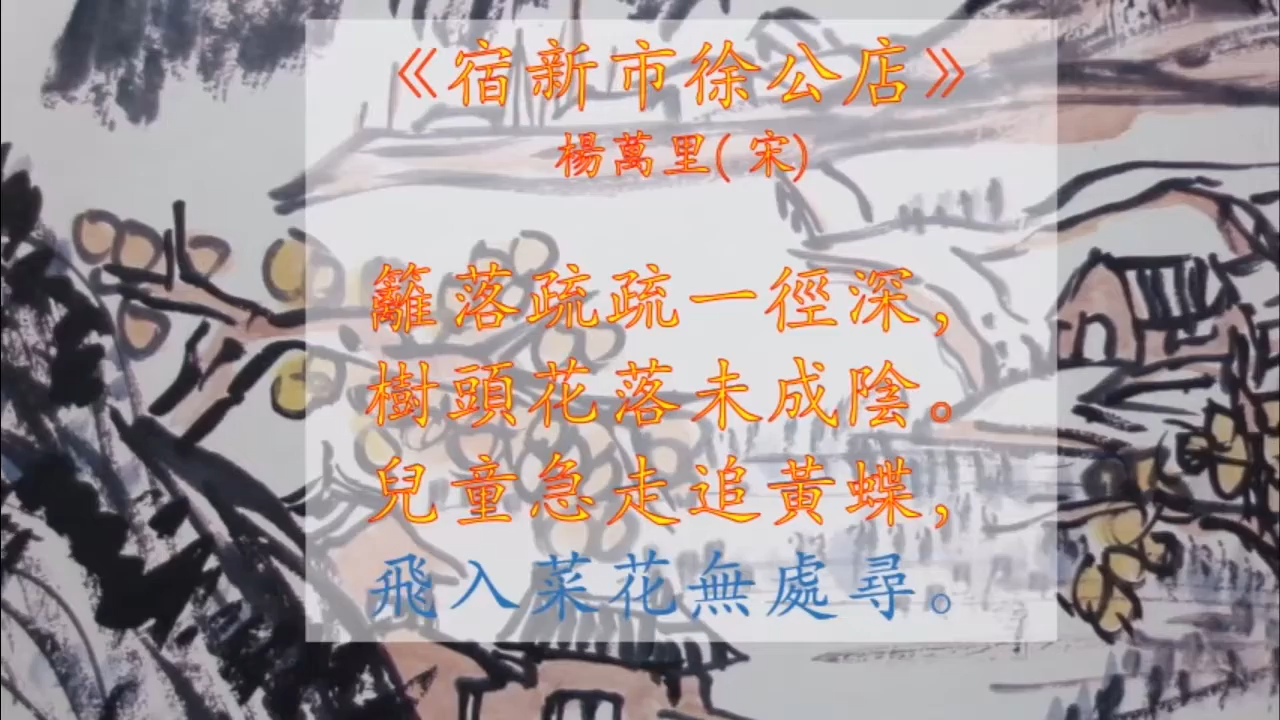 《宿新市徐公店》
楊萬里(宋)
籬落疏疏一徑深，
樹頭花落未成陰。
兒童急走追黃蝶，
飛入菜花無處尋。